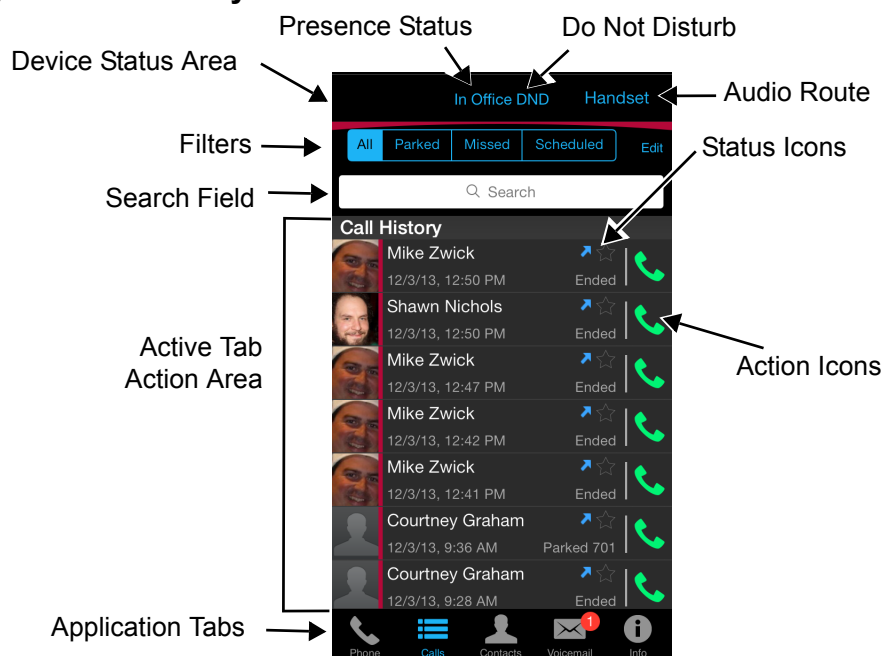 Presence Status
Do Not Disturb
Device Status Area
In Office DND
Handset
Audio Route
Filters
All
Parked
Missed
Scheduled
Edit
Status Icons
Search Field
Search
Call History
Mike Zwick
12/3/13, 12:50 PM
Ended
Shawn Nichols
12/3/13, 12:50 PM
Ended
Active Tab
Action Area
Action Icons
Mike Zwick
12/3/13, 12:47 PM
Ended
Mike Zwick
12/3/13, 12:42 PM
Ended
Mike Zwick
12/3/13, 12:41 PM
Ended
Courtney Graham
12/3/13, 9:36 AM
Parked 701
Courtney Graham
12/3/13, 9:28 AM
Ended
Application Tabs
1
Phone
Calls
Contacts
Voicemail
Info